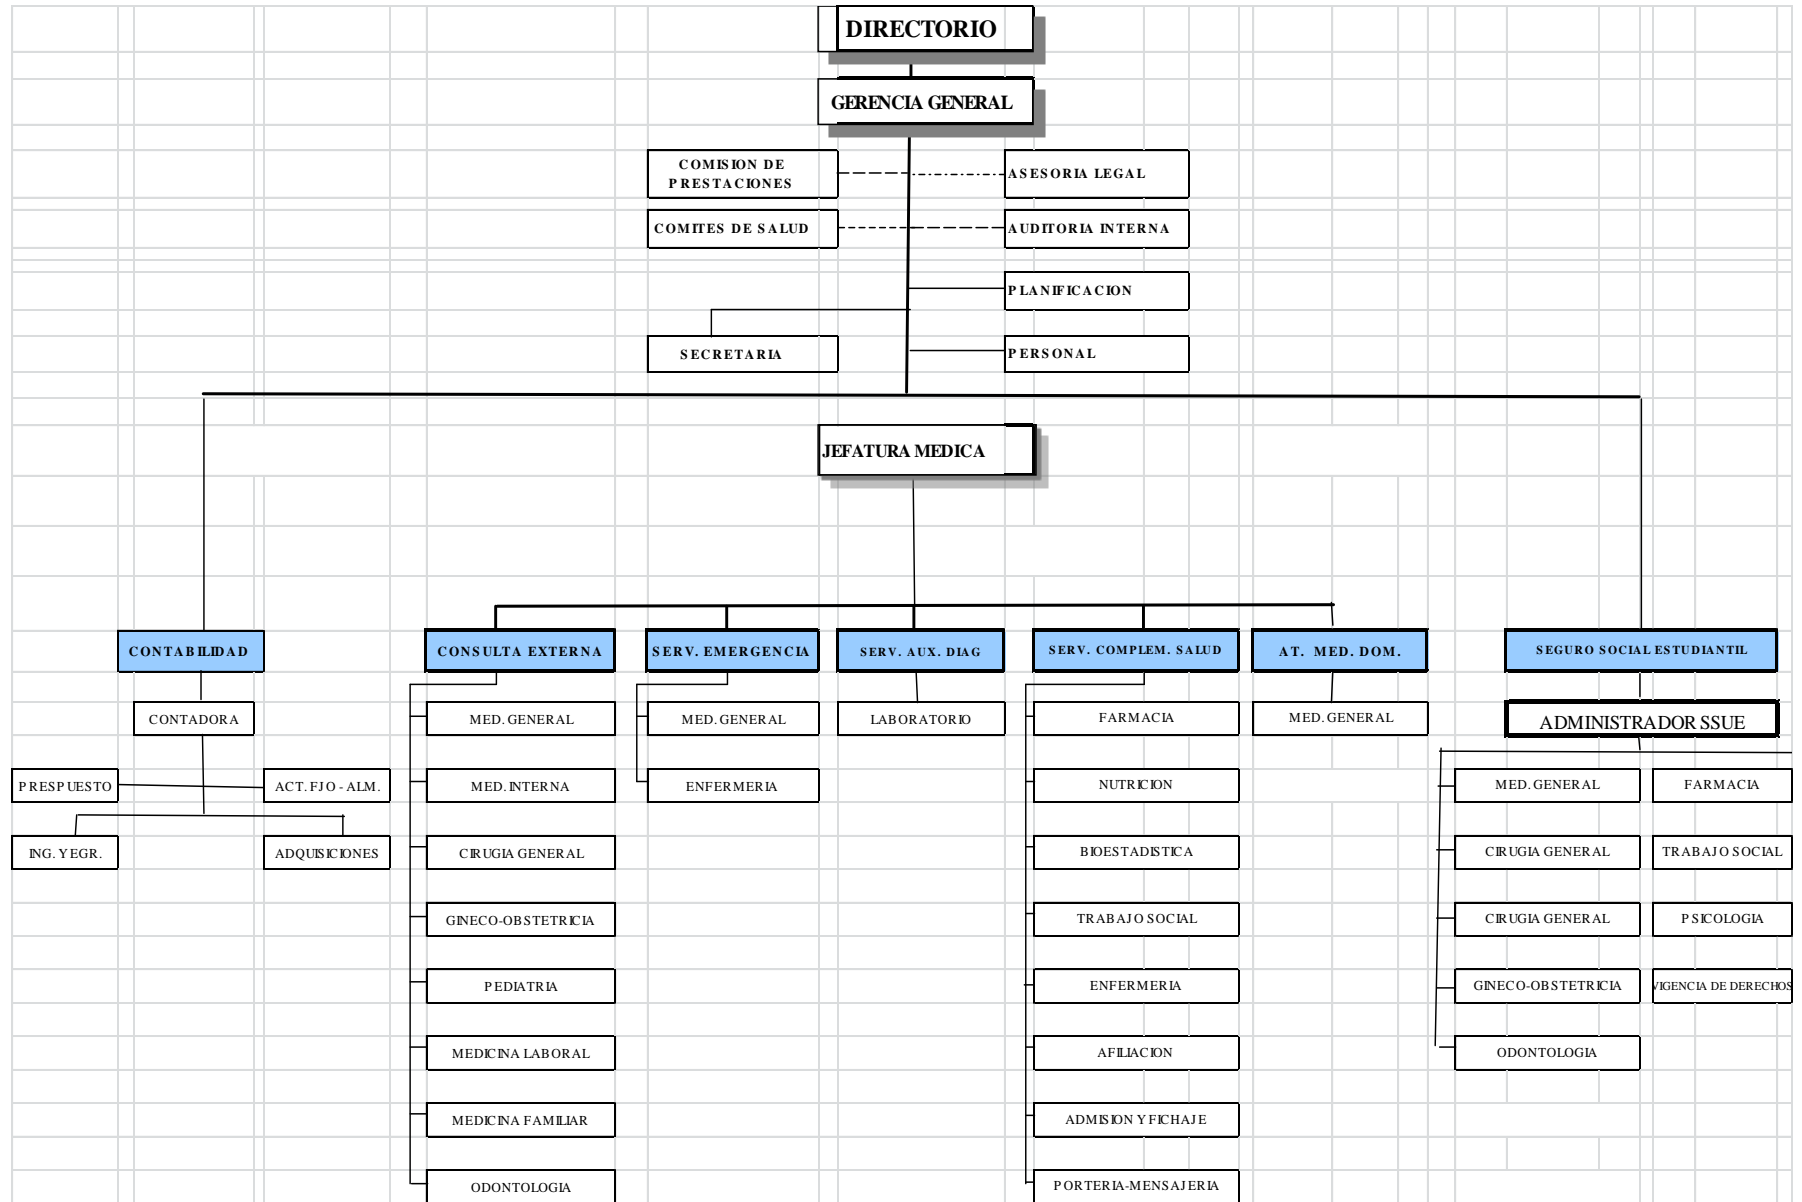 DIRECTORIO
GERENCIA GENERAL
COMISION DE
PRESTACIONES
ASESORIA LEGAL
COMITES DE SALUD
AUDITORIA INTERNA
PLANIFICACION
SECRETARIA
PERSONAL
JEFATURA MEDICA
CONTABILIDAD
CONSULTA EXTERNA
SERV. EMERGENCIA
SERV. AUX. DIAG
SERV. COMPLEM. SALUD
AT. MED. DOM.
SEGURO SOCIAL ESTUDIANTIL
CONTADORA
MED. GENERAL
MED. GENERAL
LABORATORIO
FARMACIA
MED. GENERAL
ADMINISTRADOR SSUE
PRESPUESTO
ACT. FIJO - ALM.
MED. INTERNA
ENFERMERIA
NUTRICION
MED. GENERAL
FARMACIA
ING. Y EGR.
ADQUISICIONES
CIRUGIA GENERAL
BIOESTADISTICA
CIRUGIA GENERAL
TRABAJO SOCIAL
GINECO-OBSTETRICIA
TRABAJO SOCIAL
CIRUGIA GENERAL
PSICOLOGIA
PEDIATRIA
ENFERMERIA
GINECO-OBSTETRICIA
VIGENCIA DE DERECHOS
MEDICINA LABORAL
AFILIACION
ODONTOLOGIA
MEDICINA FAMILIAR
ADMISION Y FICHAJE
ODONTOLOGIA
PORTERIA-MENSAJERIA